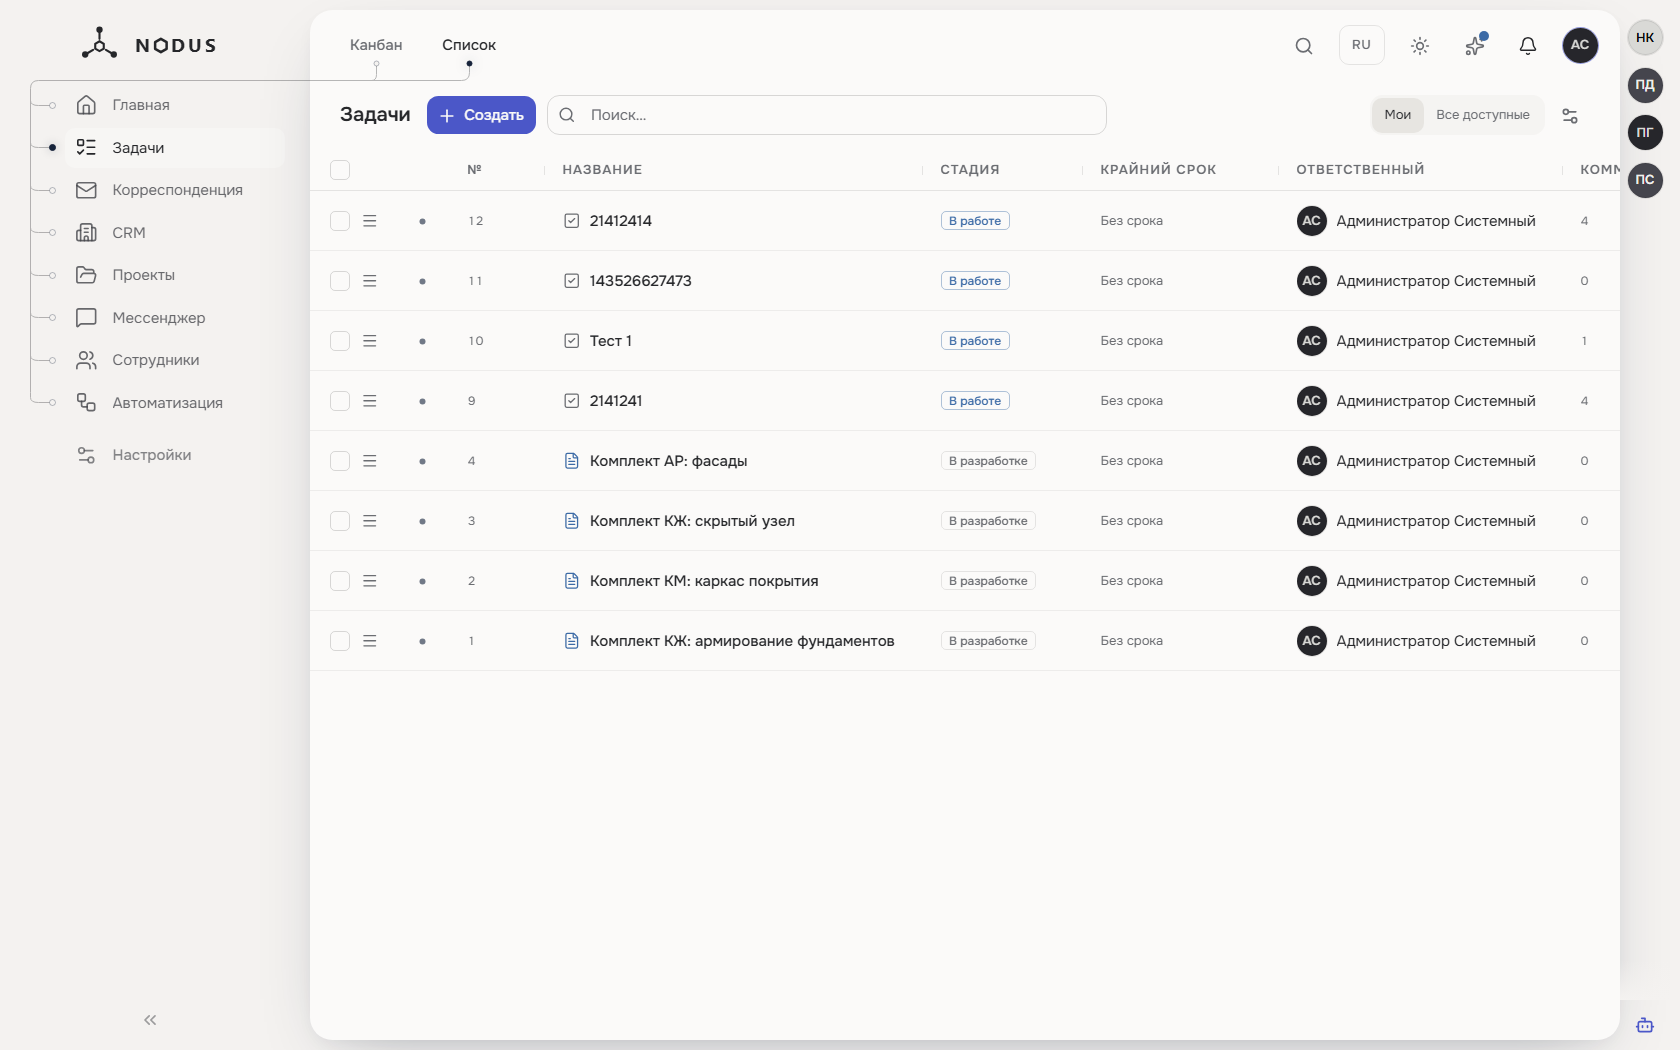 NODUS
Канбан
Список
RU
АС
НК
ПД
ПГ
ПС
Главная
Задачи
Корреспонденция
CRM
Проекты
Мессенджер
Сотрудники
Автоматизация
Настройки
Задачи
Создать
Поиск...
Мои
Все доступные
№ НАЗВАНИЕ СТАДИЯ КРАЙНИЙ СРОК ОТВЕТСТВЕННЫЙ КОММ
12 21412414 В работе Без срока АС Администратор Системный 4
11 143526627473 В работе Без срока АС Администратор Системный 0
10 Тест 1 В работе Без срока АС Администратор Системный 1
9 2141241 В работе Без срока АС Администратор Системный 4
4 Комплект АР: фасады В разработке Без срока АС Администратор Системный 0
3 Комплект КЖ: скрытый узел В разработке Без срока АС Администратор Системный 0
2 Комплект КМ: каркас покрытия В разработке Без срока АС Администратор Системный 0
1 Комплект КЖ: армирование фундаментов В разработке Без срока АС Администратор Системный 0